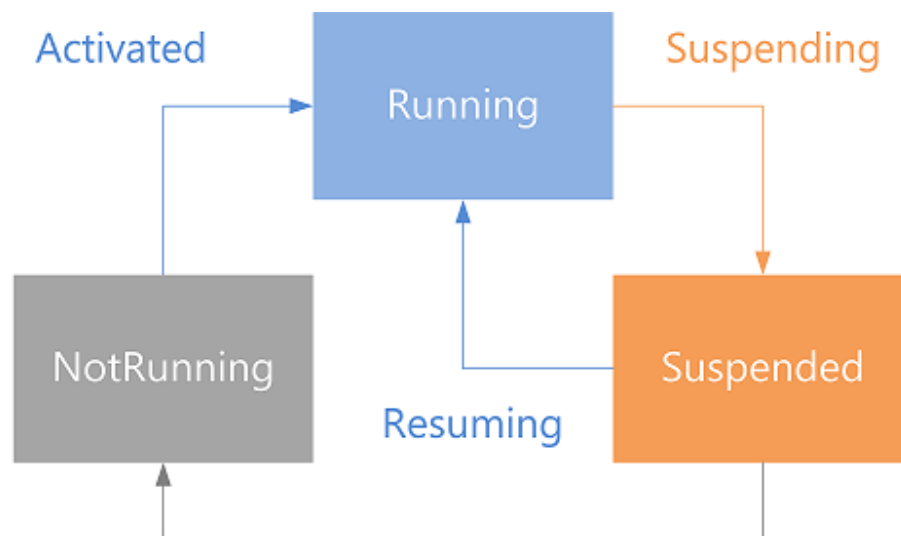 Activated
Running
Suspending
NotRunning
Suspended
Resuming